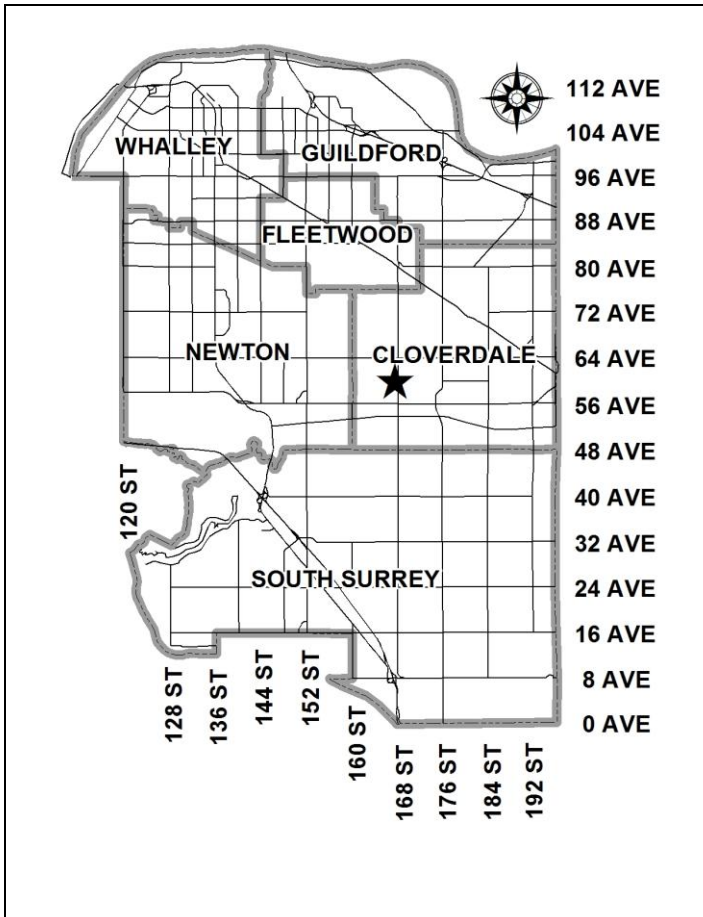 112 AVE
104 AVE
WHALLEY
GUILDFORD
96 AVE
88 AVE
FLEETWOOD
80 AVE
72 AVE
NEWTON
CLOVERDALE
64 AVE
56 AVE
48 AVE
120 ST
40 AVE
32 AVE
SOUTH SURREY
24 AVE
16 AVE
8 AVE
0 AVE
128 ST
136 ST
144 ST
152 ST
160 ST
168 ST
176 ST
184 ST
192 ST